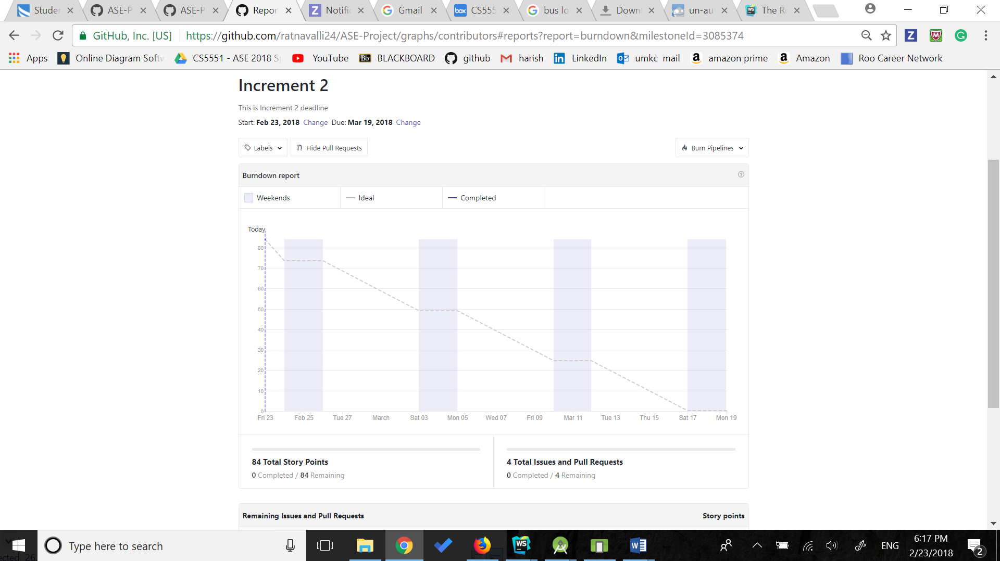 Studer
ASE-P
ASE-P
Repor
Notific
Gmail
CS555
bus lo
Down
un-au
The Ro
GitHub, Inc. [US]
https://github.com/ratnavalli24/ASE-Project/graphs/contributors#reports?report=burndown&milestoneId=3085374
Apps
Online Diagram Softw
CS5551 - ASE 2018 Sp
YouTube
Bb BLACKBOARD
github
harish
LinkedIn
umkc mail
amazon prime
Amazon
Roo Career Network
Increment 2
This is Increment 2 deadline
Start: Feb 23, 2018 Change Due: Mar 19, 2018 Change
Labels
Hide Pull Requests
Burn Pipelines
Burndown report
Weekends
Ideal
Completed
Today
80
70
60
50
40
30
20
10
0
Fri 23
Feb 25
Tue 27
March
Sat 03
Mon 05
Wed 07
Fri 09
Mar 11
Tue 13
Thu 15
Sat 17
Mon 19
84 Total Story Points
0 Completed / 84 Remaining
4 Total Issues and Pull Requests
0 Completed / 4 Remaining
Remaining Issues and Pull Requests
Story points
Type here to search
ENG
6:17 PM
2/23/2018
2